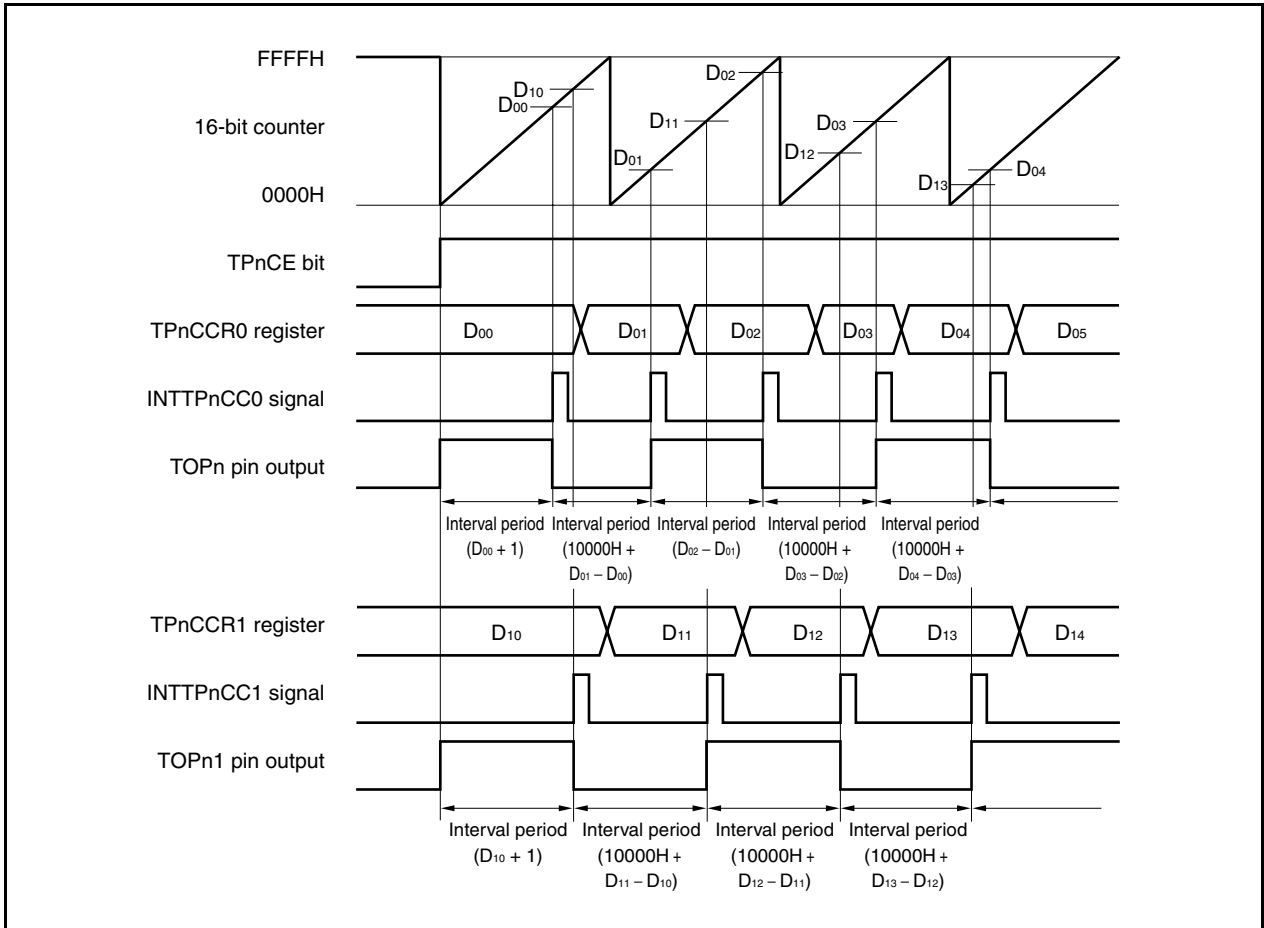 FFFFH
D02
D10
D00
16-bit counter
D11
D03
D12
D01
D13
D04
0000H
TPnCE bit
TPnCCR0 register
D00
D01
D02
D03
D04
D05
INTTPnCC0 signal
TOPn pin output
Interval period
(D00 + 1)
Interval period
(10000H +
D01 – D00)
Interval period
(D02 – D01)
Interval period
(10000H +
D03 – D02)
Interval period
(10000H +
D04 – D03)
TPnCCR1 register
D10
D11
D12
D13
D14
INTTPnCC1 signal
TOPn1 pin output
Interval period
(D10 + 1)
Interval period
(10000H +
D11 – D10)
Interval period
(10000H +
D12 – D11)
Interval period
(10000H +
D13 – D12)